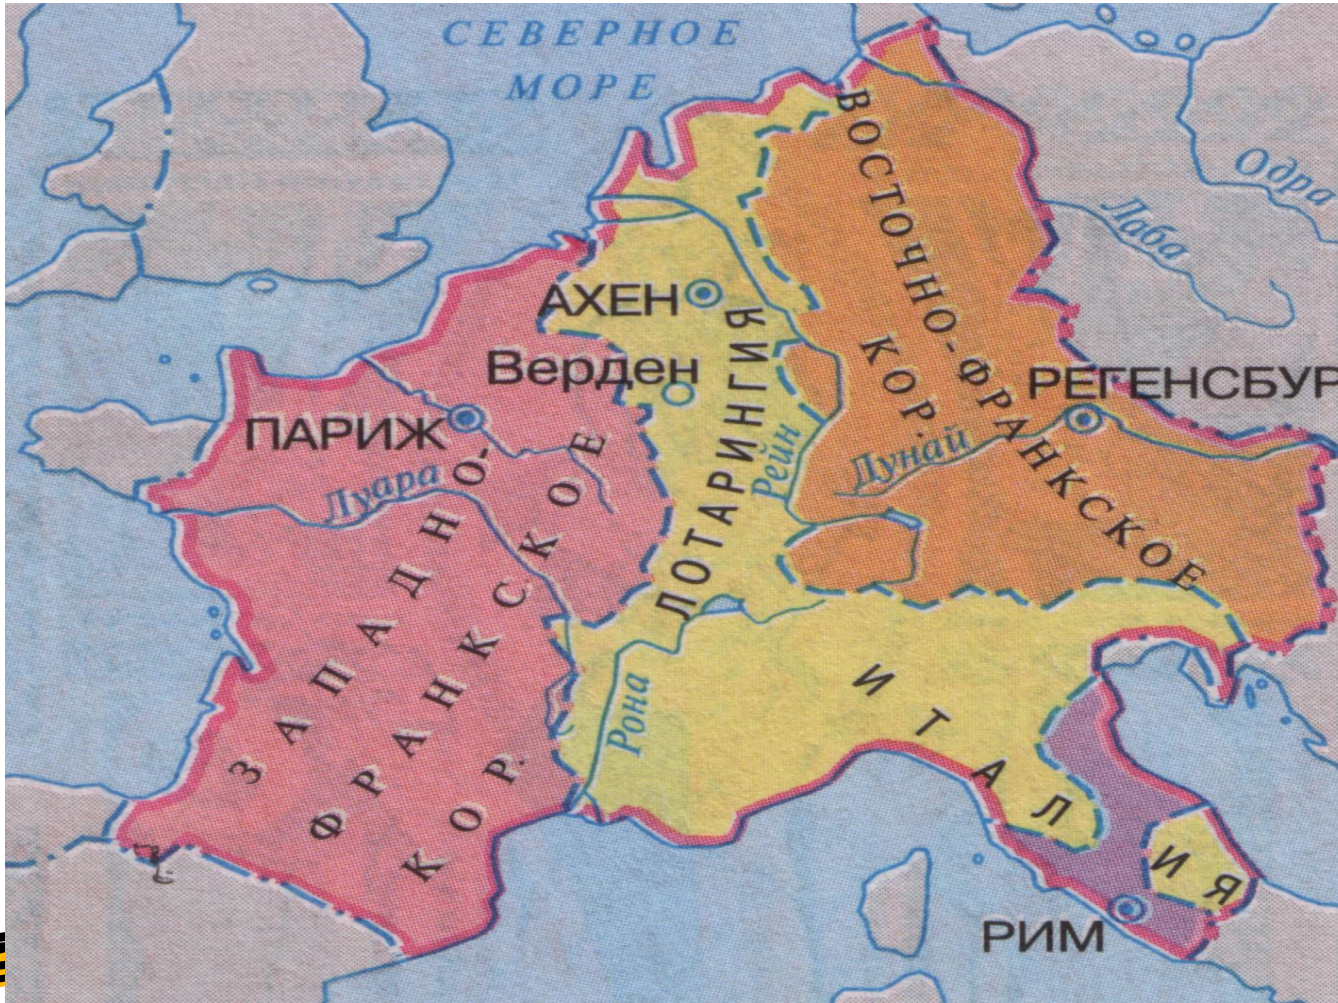 СЕВЕРНОЕ
МОРЕ
ВОСТОЧНО-ФРАНКСКОЕ
КОР.
Одра
Лаба
АХЕН
Верден
ЛОТАРИНГИЯ
РЕГЕНСБУР
ПАРИЖ
Луара
Рейн
Дунай
ЗАПАДНО-
ФРАНКСКОЕ
КОР.
Рона
ИТАЛИЯ
РИМ